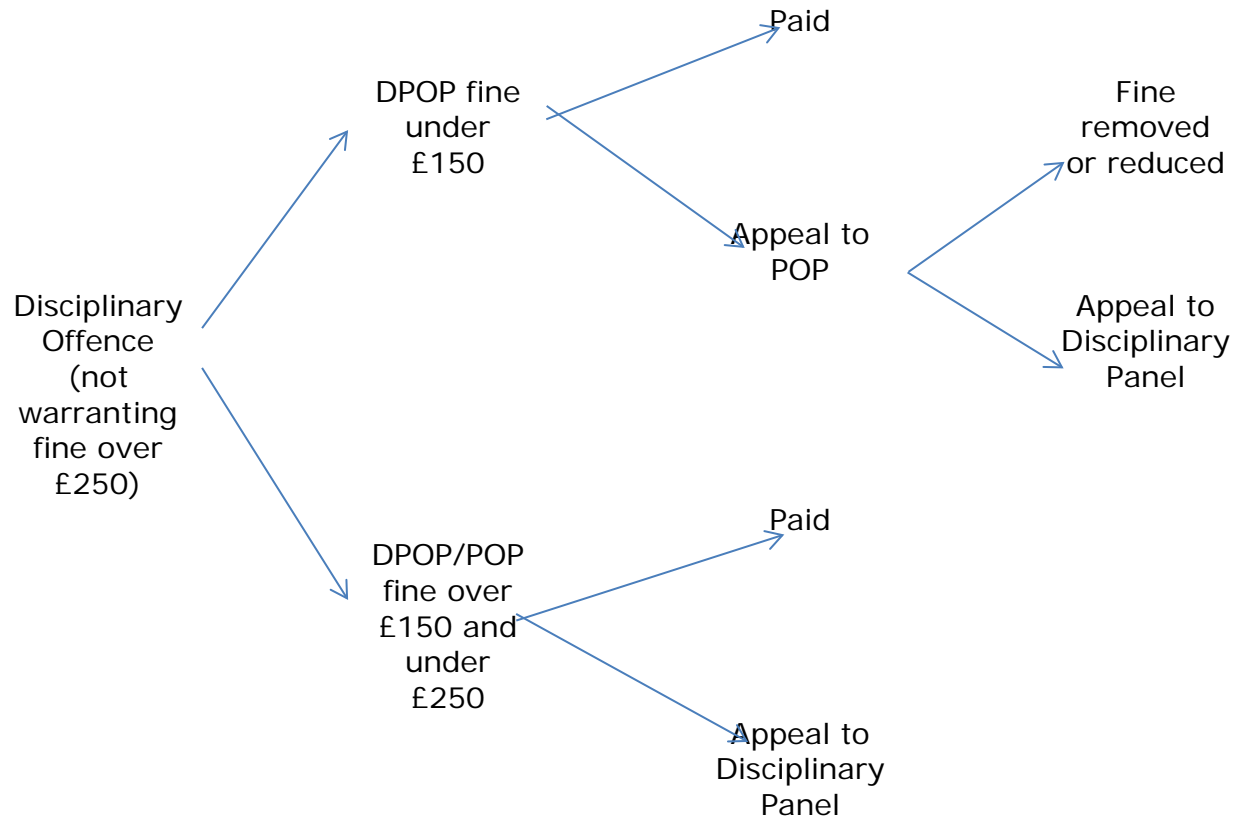 Disciplinary
Offence
(not
warranting
fine over
£250)
DPOP fine
under
£150
Paid
Appeal to
POP
Fine
removed
or reduced
Appeal to
Disciplinary
Panel
DPOP/POP
fine over
£150 and
under
£250
Paid
Appeal to
Disciplinary
Panel